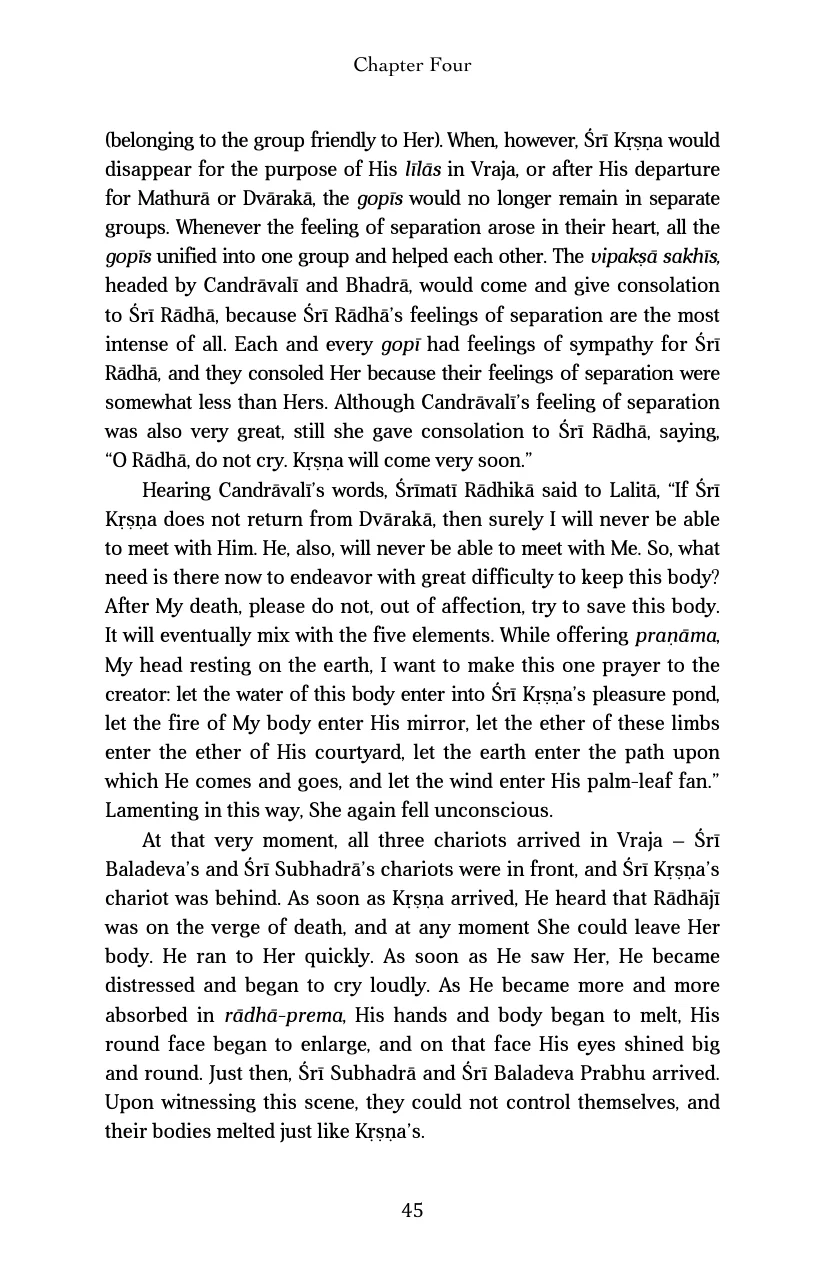 Chapter Four
(belonging to the group friendly to Her). When, however, Śrī Kṛṣṇa would
disappear for the purpose of His līlās in Vraja, or after His departure
for Mathurā or Dvārakā, the gopīs would no longer remain in separate
groups. Whenever the feeling of separation arose in their heart, all the
gopīs unified into one group and helped each other. The vipakṣā sakhīs,
headed by Candrāvalī and Bhadrā, would come and give consolation
to Śrī Rādhā, because Śrī Rādhā’s feelings of separation are the most
intense of all. Each and every gopī had feelings of sympathy for Śrī
Rādhā, and they consoled Her because their feelings of separation were
somewhat less than Hers. Although Candrāvalī’s feeling of separation
was also very great, still she gave consolation to Śrī Rādhā, saying,
“O Rādhā, do not cry. Kṛṣṇa will come very soon.”
Hearing Candrāvalī’s words, Śrīmatī Rādhikā said to Lalitā, “If Śrī
Kṛṣṇa does not return from Dvārakā, then surely I will never be able
to meet with Him. He, also, will never be able to meet with Me. So, what
need is there now to endeavor with great difficulty to keep this body?
After My death, please do not, out of affection, try to save this body.
It will eventually mix with the five elements. While offering praṇāma,
My head resting on the earth, I want to make this one prayer to the
creator: let the water of this body enter into Śrī Kṛṣṇa’s pleasure pond,
let the fire of My body enter His mirror, let the ether of these limbs
enter the ether of His courtyard, let the earth enter the path upon
which He comes and goes, and let the wind enter His palm-leaf fan.”
Lamenting in this way, She again fell unconscious.
At that very moment, all three chariots arrived in Vraja – Śrī
Baladeva’s and Śrī Subhadrā’s chariots were in front, and Śrī Kṛṣṇa’s
chariot was behind. As soon as Kṛṣṇa arrived, He heard that Rādhājī
was on the verge of death, and at any moment She could leave Her
body. He ran to Her quickly. As soon as He saw Her, He became
distressed and began to cry loudly. As He became more and more
absorbed in rādhā-prema, His hands and body began to melt, His
round face began to enlarge, and on that face His eyes shined big
and round. Just then, Śrī Subhadrā and Śrī Baladeva Prabhu arrived.
Upon witnessing this scene, they could not control themselves, and
their bodies melted just like Kṛṣṇa’s.
45